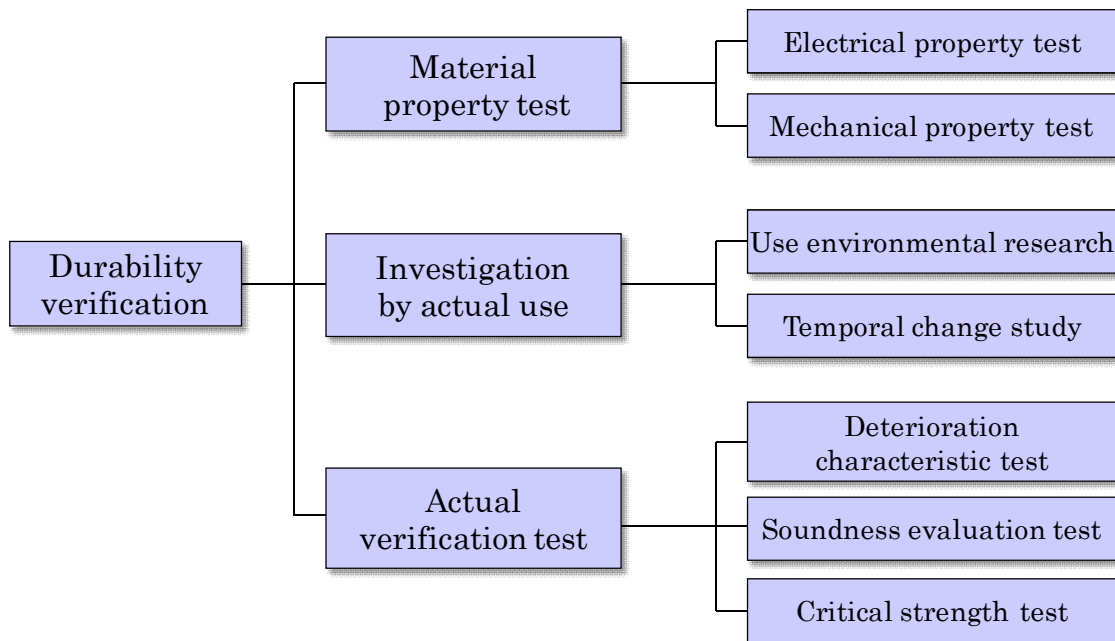 Durability
verification
Material
property test
Electrical property test
Mechanical property test
Investigation
by actual use
Use environmental research
Temporal change study
Actual
verification test
Deterioration
characteristic test
Soundness evaluation test
Critical strength test